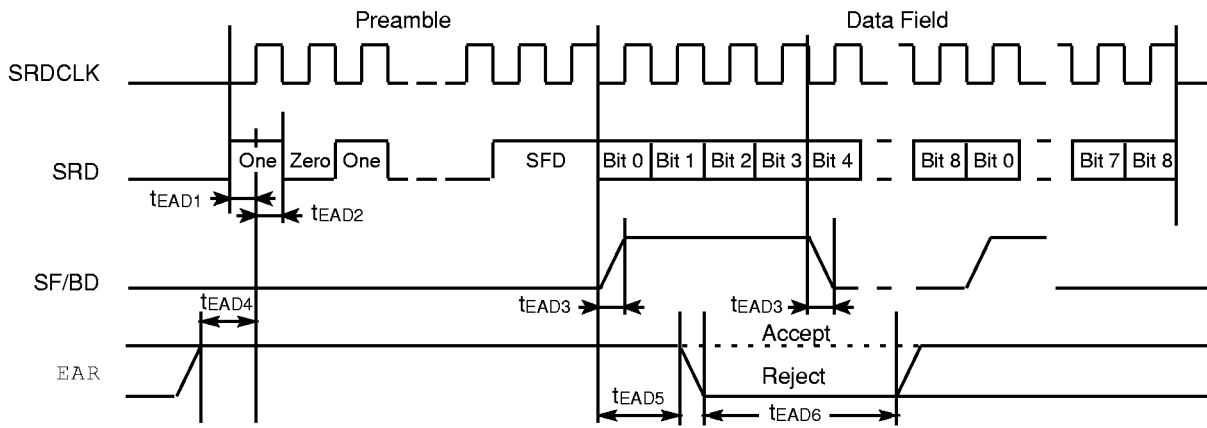 Preamble Data Field
SRDCLK
SRD One Zero One SFD Bit 0 Bit 1 Bit 2 Bit 3 Bit 4 Bit 8 Bit 0 Bit 7 Bit 8
tEAD1 tEAD2
SF/BD
tEAD4 tEAD3 tEAD3
Accept
EAR Reject
tEAD5 tEAD6